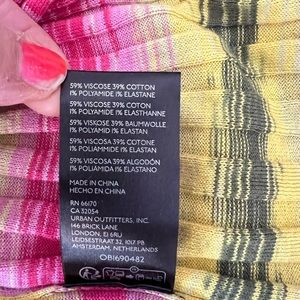 59% VISCOSE 39% COTTON
1% POLYAMIDE 1% ELASTANE
59% VISCOSE 39% COTON
1% POLYAMIDE 1% ELASTHANNE
59% VISKOSE 39% BAUMWOLLE
1% POLYAMID 1% ELASTAN
59% VISCOSA 39% COTONE
1% POLIAMMIDE 1% ELASTAN
59% VISCOSA 39% ALGODÓN
1% POLIAMIDA 1% ELASTANO
MADE IN CHINA
HECHO EN CHINA
RN 66170
CA 32054
URBAN OUTFITTERS, INC.
146 BRICK LANE
LONDON, E1 6RU
LEIDSESTRAAT 32, 1017 PB
AMSTERDAM, NETHERLANDS
OB1690482